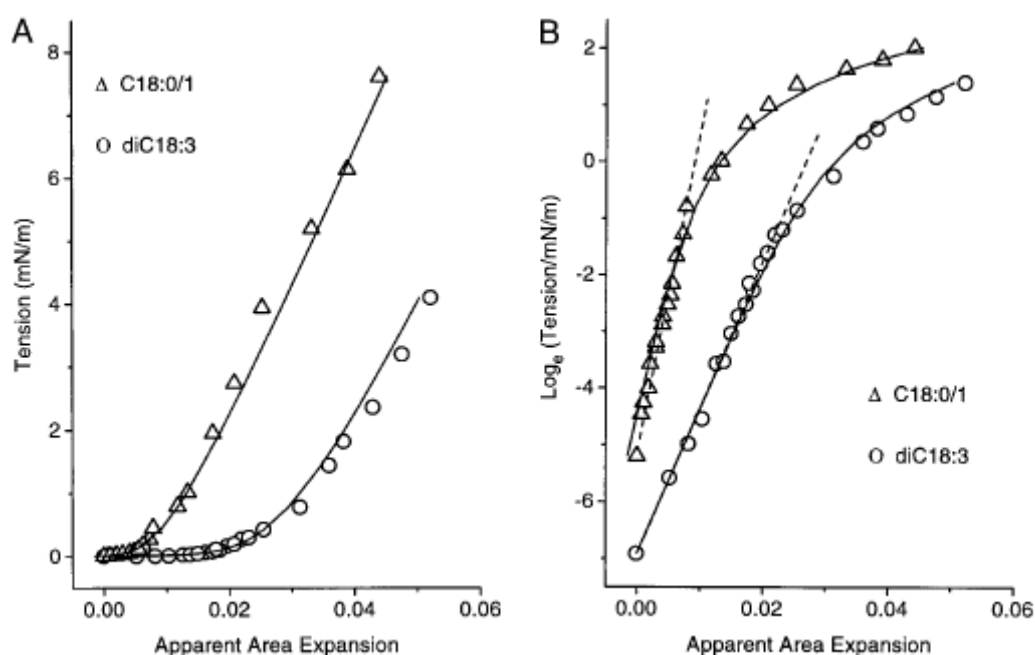 A
8
6
4
2
0
Tension (mN/m)
Δ C18:0/1
O diC18:3
0.00 0.02 0.04 0.06
Apparent Area Expansion
B
2
0
-2
-4
-6
Logₑ (Tension/mN/m)
Δ C18:0/1
O diC18:3
0.00 0.02 0.04 0.06
Apparent Area Expansion